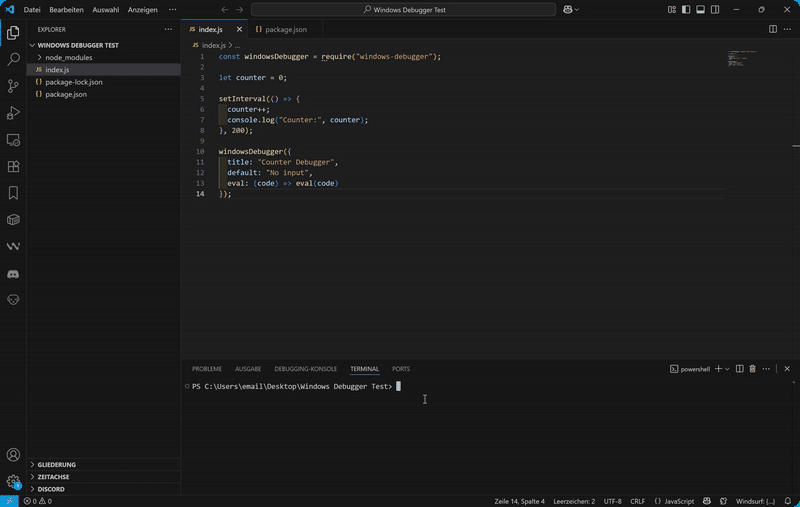 Datei Bearbeiten Auswahl Anzeigen ···
Windows Debugger Test
EXPLORER ···
WINDOWS DEBUGGER TEST
node_modules
JS index.js
{} package-lock.json
{} package.json
GLIEDERUNG
ZEITACHSE
DISCORD
JS index.js
{} package.json
JS index.js > ...
1 const windowsDebugger = require("windows-debugger");
2
3 let counter = 0;
4
5 setInterval(() => {
6 counter++;
7 console.log("Counter:", counter);
8 }, 200);
9
10 windowsDebugger({
11 title: "Counter Debugger",
12 default: "No input",
13 eval: (code) => eval(code)
14 });
PROBLEME AUSGABE DEBUGGING-KONSOLE TERMINAL PORTS
powershell
PS C:\Users\email\Desktop\Windows Debugger Test>
0 0
Zeile 14, Spalte 4 Leerzeichen: 2 UTF-8 CRLF {} JavaScript Windsurf: {...}